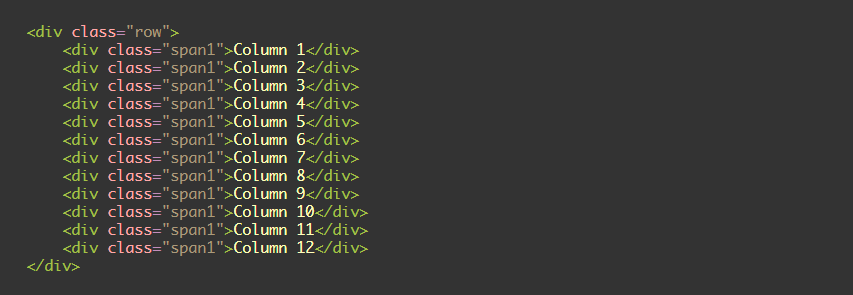 <div class="row">
    <div class="span1">Column 1</div>
    <div class="span1">Column 2</div>
    <div class="span1">Column 3</div>
    <div class="span1">Column 4</div>
    <div class="span1">Column 5</div>
    <div class="span1">Column 6</div>
    <div class="span1">Column 7</div>
    <div class="span1">Column 8</div>
    <div class="span1">Column 9</div>
    <div class="span1">Column 10</div>
    <div class="span1">Column 11</div>
    <div class="span1">Column 12</div>
</div>